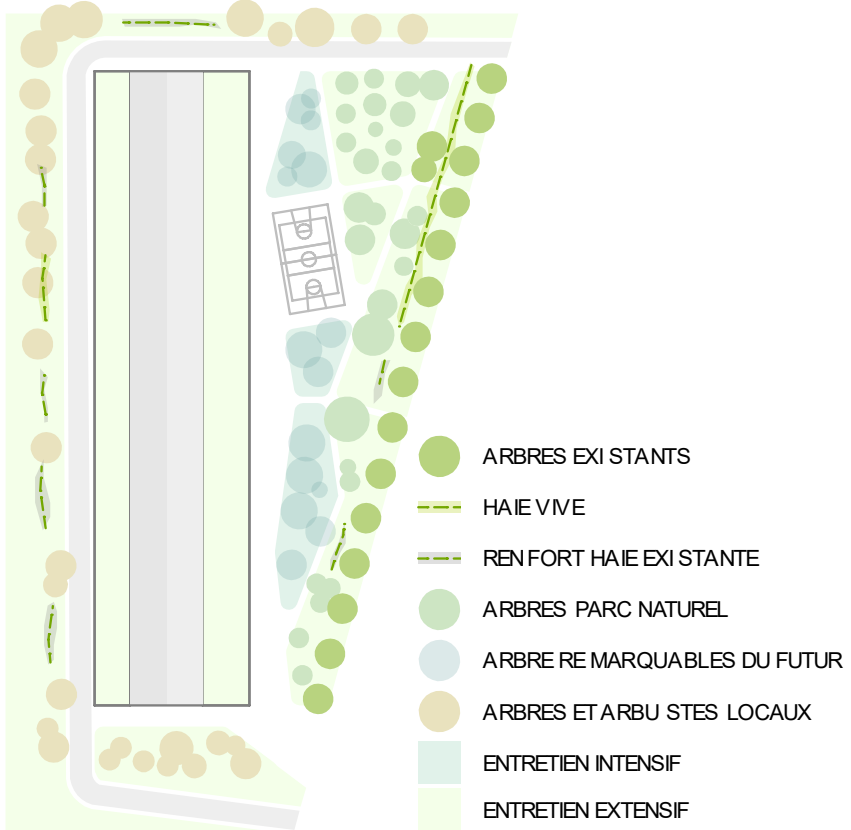 ARBRES EXISTANTS
HAIE VIVE
RENFORT HAIE EXISTANTE
ARBRES PARC NATUREL
ARBRE REMARQUABLES DU FUTUR
ARBRES ET ARBUSTES LOCAUX
ENTRETIEN INTENSIF
ENTRETIEN EXTENSIF